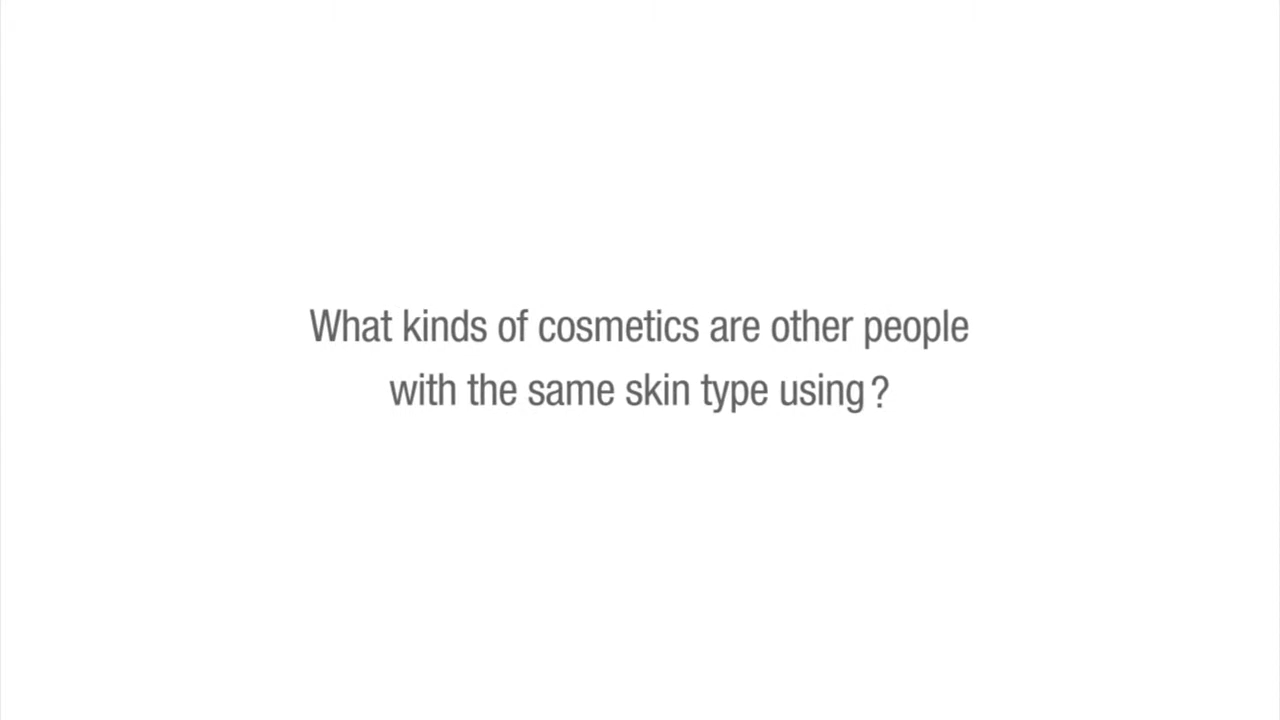 What kinds of cosmetics are other people
with the same skin type using ?